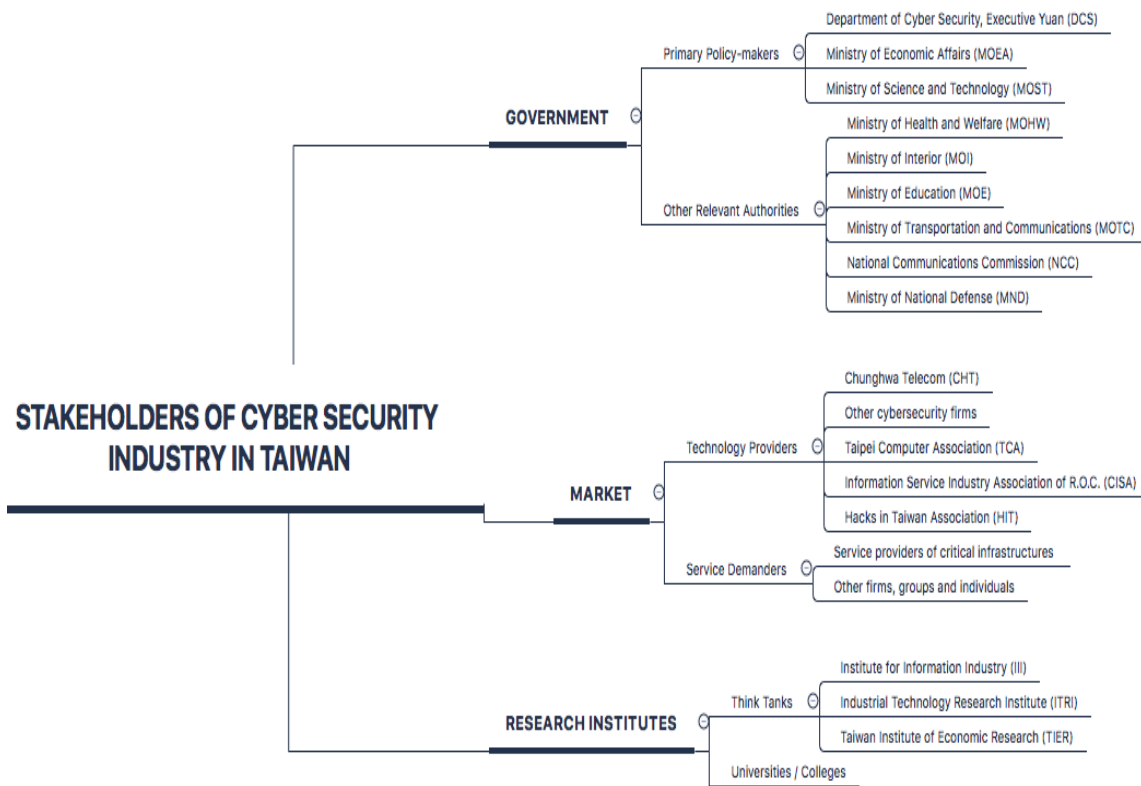 STAKEHOLDERS OF CYBER SECURITY
INDUSTRY IN TAIWAN
GOVERNMENT
Primary Policy-makers
Department of Cyber Security, Executive Yuan (DCS)
Ministry of Economic Affairs (MOEA)
Ministry of Science and Technology (MOST)
Other Relevant Authorities
Ministry of Health and Welfare (MOHW)
Ministry of Interior (MOI)
Ministry of Education (MOE)
Ministry of Transportation and Communications (MOTC)
National Communications Commission (NCC)
Ministry of National Defense (MND)
MARKET
Technology Providers
Chunghwa Telecom (CHT)
Other cybersecurity firms
Taipei Computer Association (TCA)
Information Service Industry Association of R.O.C. (CISA)
Hacks in Taiwan Association (HIT)
Service Demanders
Service providers of critical infrastructures
Other firms, groups and individuals
RESEARCH INSTITUTES
Think Tanks
Institute for Information Industry (III)
Industrial Technology Research Institute (ITRI)
Taiwan Institute of Economic Research (TIER)
Universities / Colleges